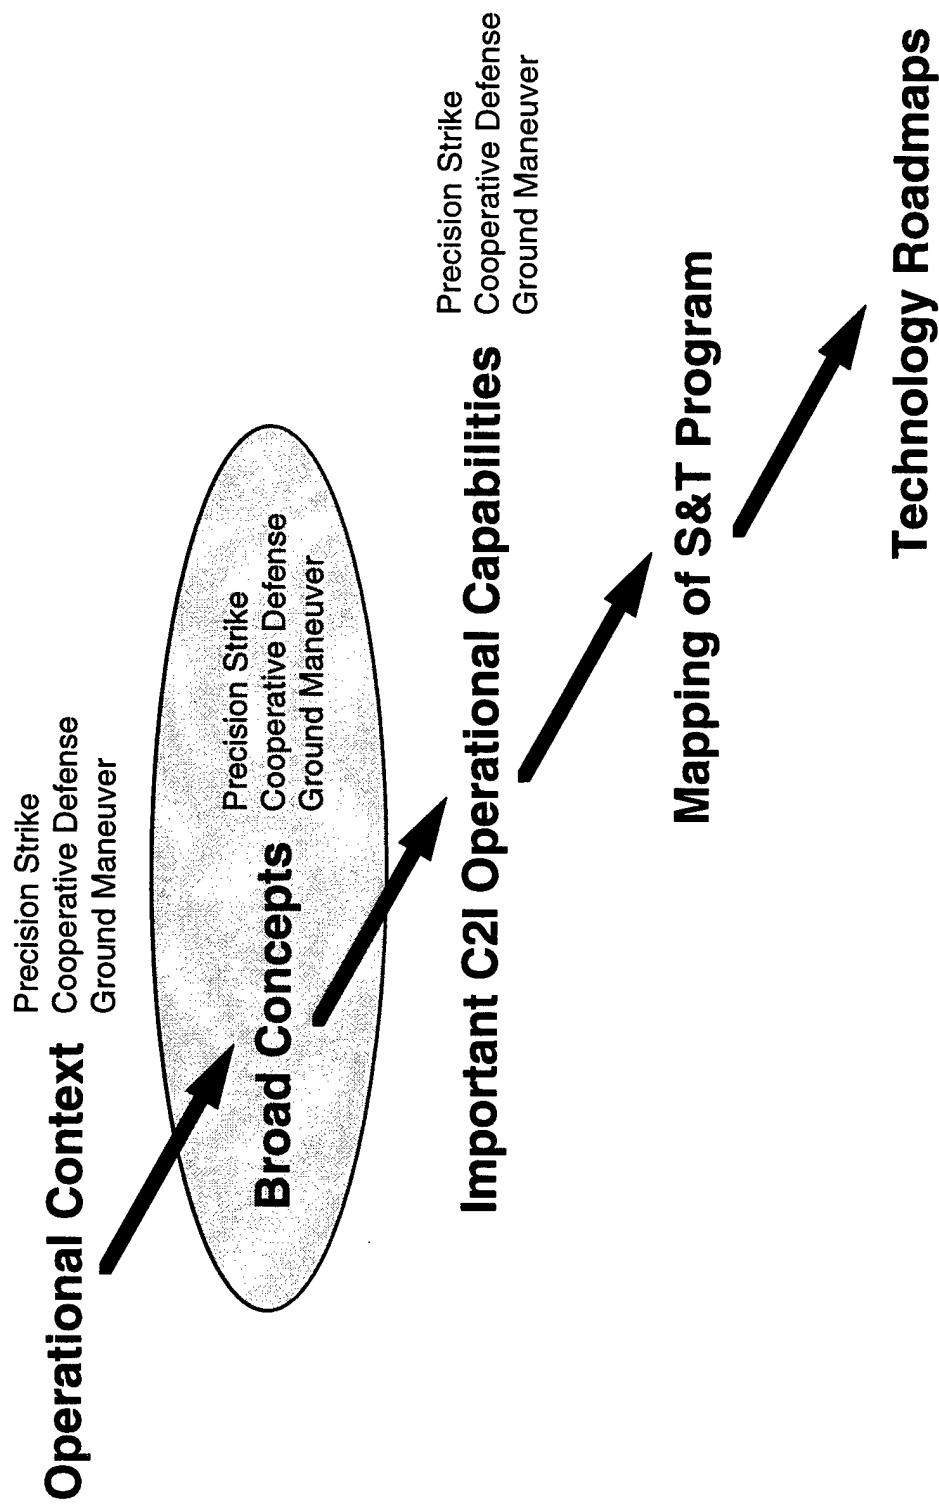 Operational Context
Precision Strike
Cooperative Defense
Ground Maneuver
Broad Concepts
Precision Strike
Cooperative Defense
Ground Maneuver
Important C2I Operational Capabilities
Precision Strike
Cooperative Defense
Ground Maneuver
Mapping of S&T Program
Technology Roadmaps